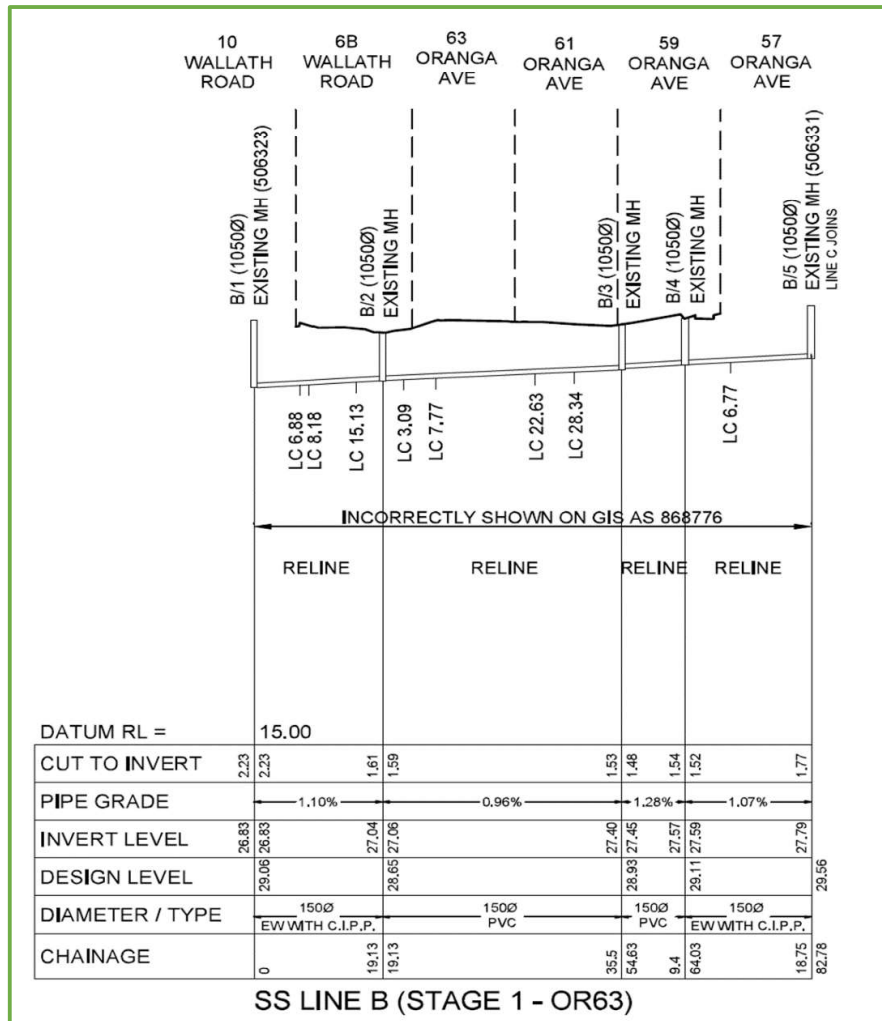 10 WALLATH ROAD
6B WALLATH ROAD
63 ORANGA AVE
61 ORANGA AVE
59 ORANGA AVE
57 ORANGA AVE
B/1 (1050Ø)
EXISTING MH (506323)
B/2 (1050Ø)
EXISTING MH
B/3 (1050Ø)
EXISTING MH
B/4 (1050Ø)
EXISTING MH
B/5 (1050Ø)
EXISTING MH (506331)
LINE C JOINS
LC 6.88
LC 8.18
LC 15.13
LC 3.09
LC 7.77
LC 22.63
LC 28.34
LC 6.77
INCORRECTLY SHOWN ON GIS AS 868776
RELINE RELINE RELINE RELINE
DATUM RL = 15.00
CUT TO INVERT 2.23 2.23 1.61 1.59 1.53 1.48 1.54 1.52 1.77
PIPE GRADE 1.10% 0.96% 1.28% 1.07%
INVERT LEVEL 26.83 26.83 27.04 27.06 27.40 27.45 27.57 27.59 27.79
DESIGN LEVEL 29.06 28.65 28.93 29.11 29.56
DIAMETER / TYPE 150Ø EW WITH C.I.P.P. 150Ø PVC 150Ø PVC 150Ø EW WITH C.I.P.P.
CHAINAGE 0 19.13 19.13 35.5 54.63 9.4 64.03 18.75 82.78
SS LINE B (STAGE 1 - OR63)